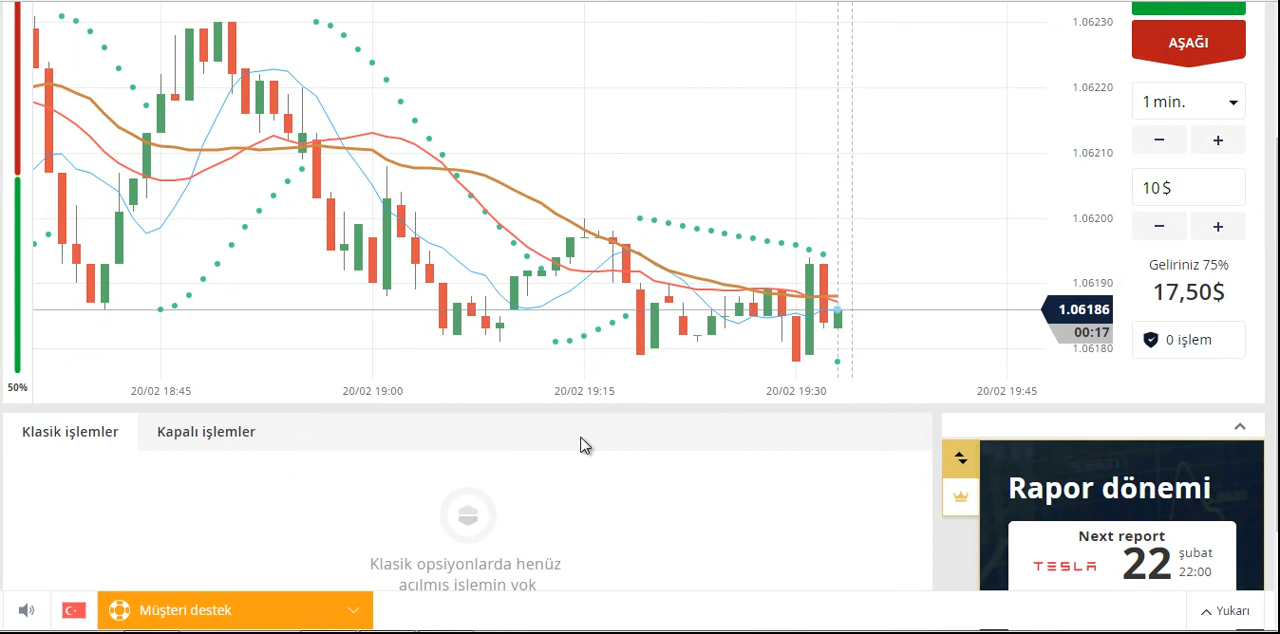 1.06230
AŞAĞI
1.06220
1 min.
1.06210
10$
1.06200
Geliriniz 75%
1.06190
17,50$
1.06186
00:17
0 işlem
1.06180
50%
20/02 18:45
20/02 19:00
20/02 19:15
20/02 19:30
20/02 19:45
Klasik işlemler
Kapalı işlemler
Rapor dönemi
Next report
TESLA
22
şubat
22:00
Klasik opsiyonlarda henüz
açılmış işlemin yok
Müşteri destek
Yukarı